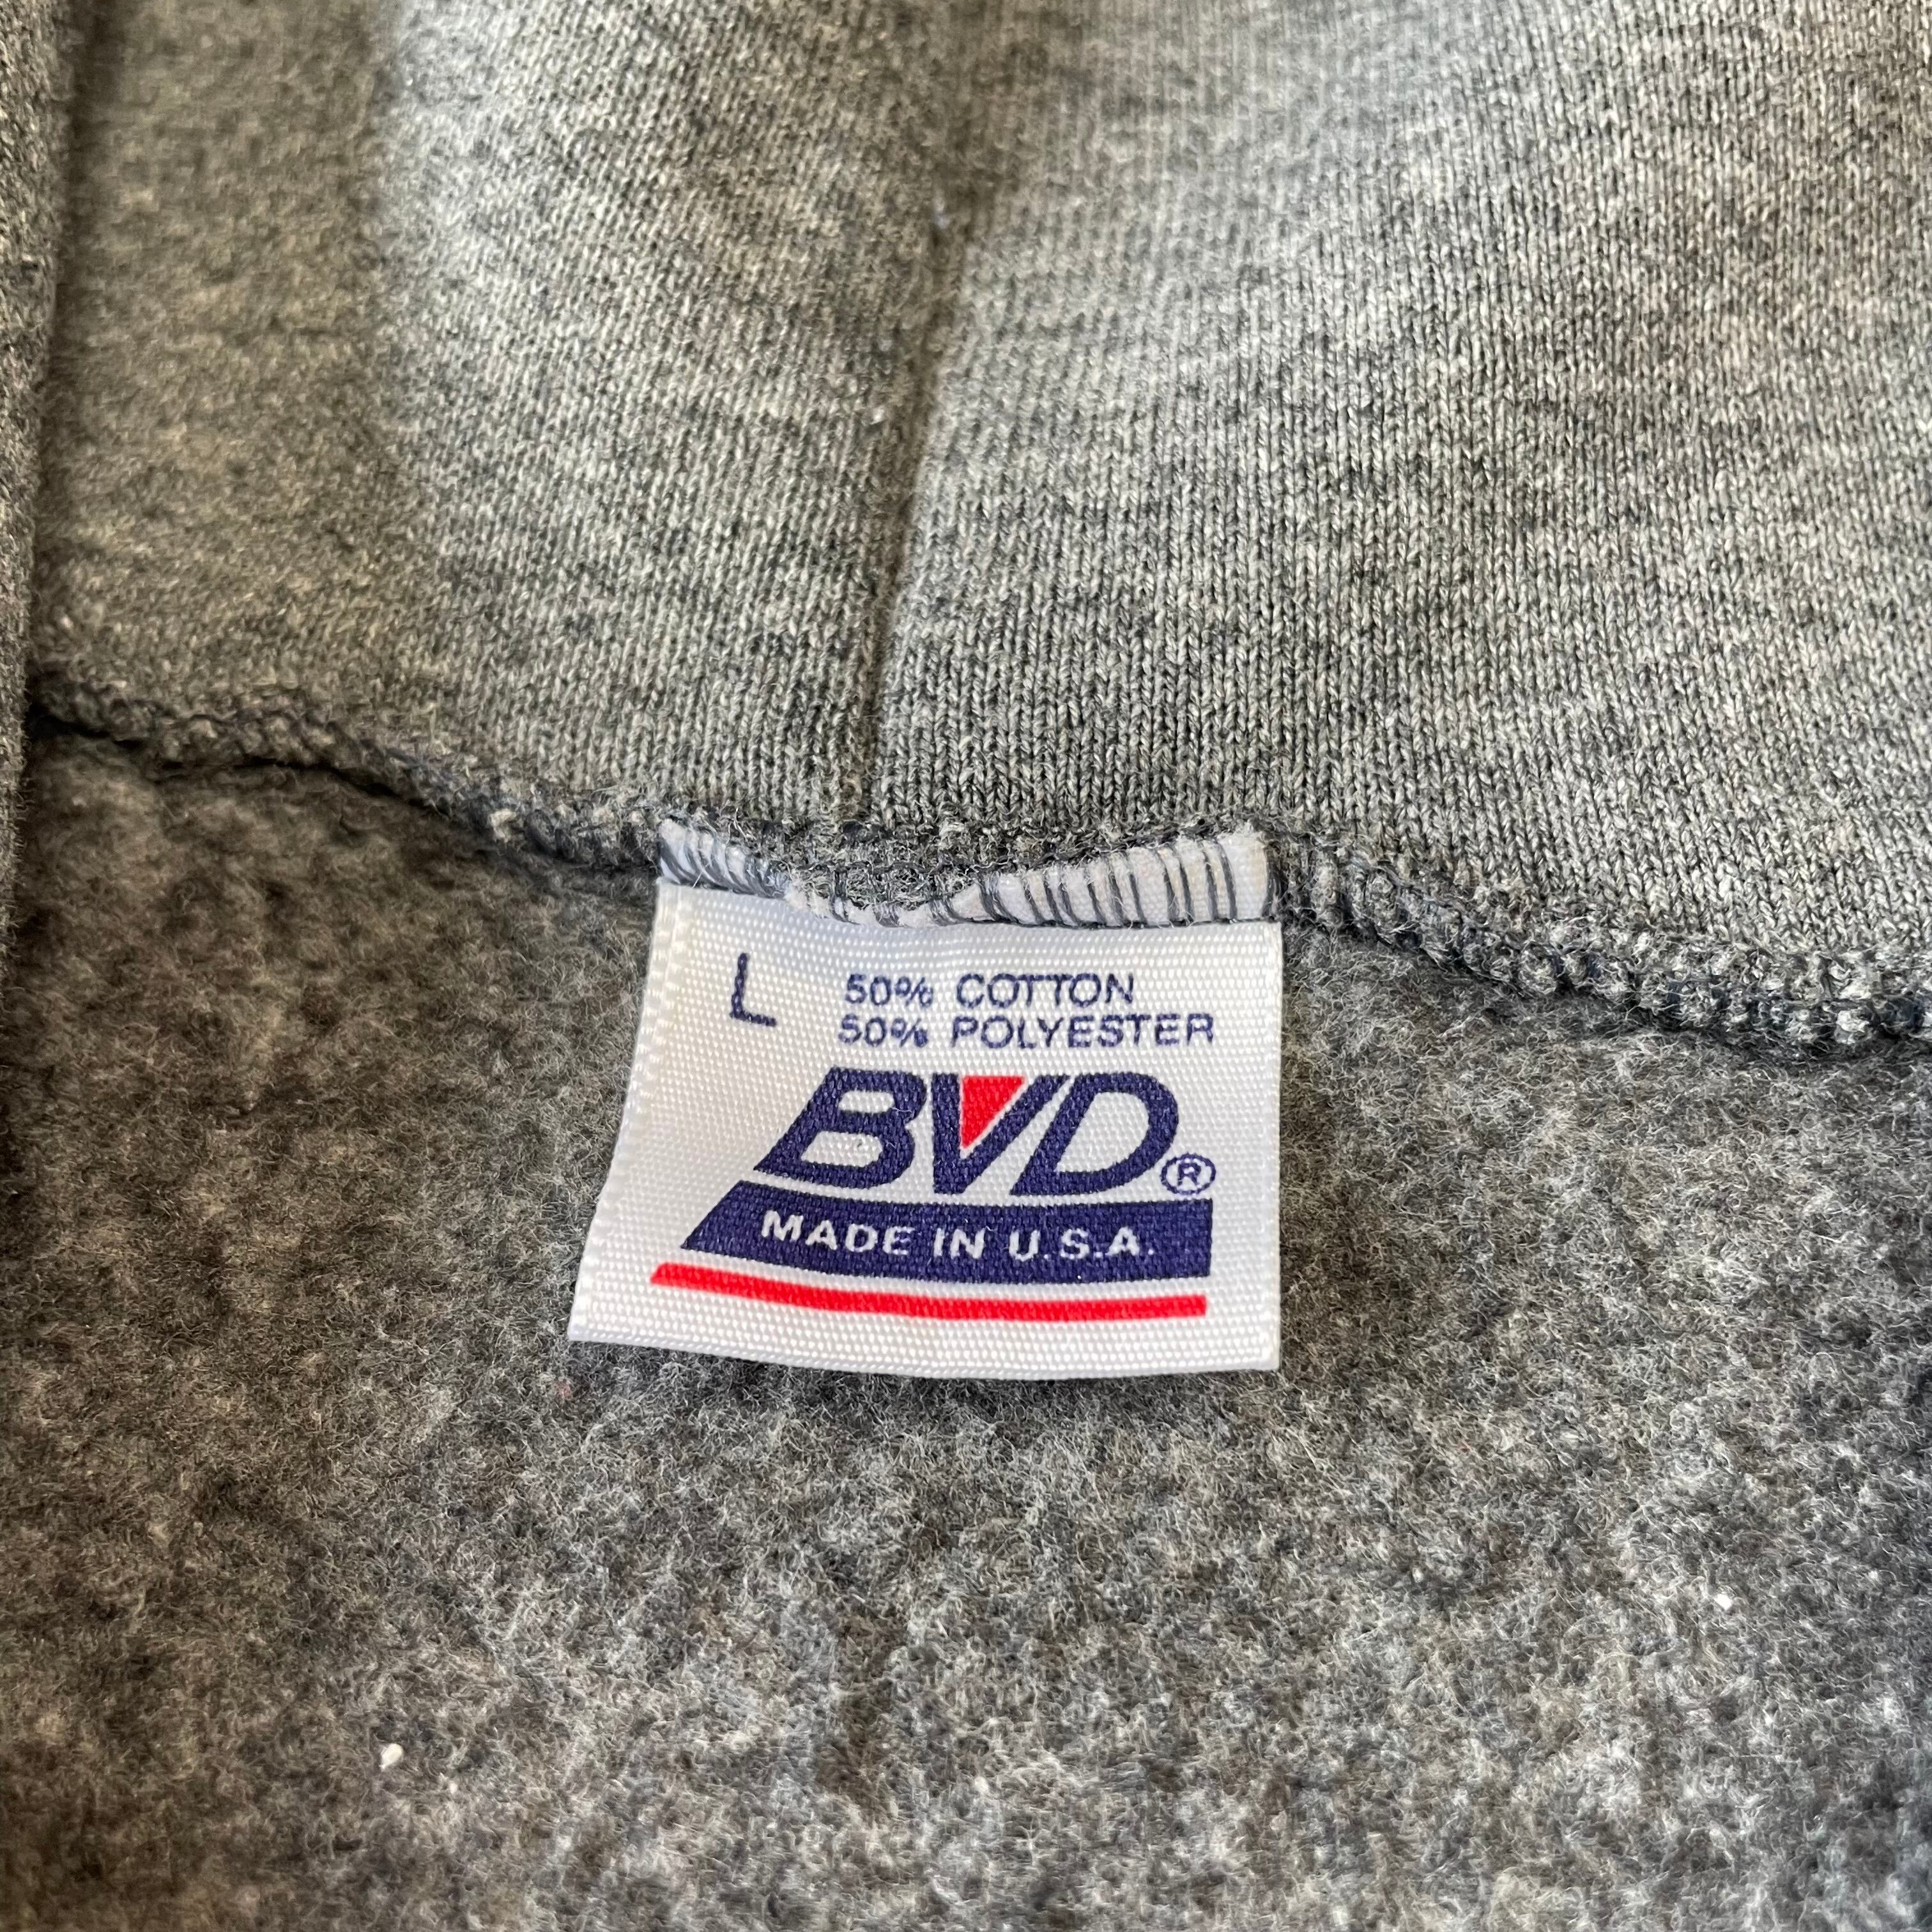 L
50% COTTON
50% POLYESTER
BVD®
MADE IN U.S.A.